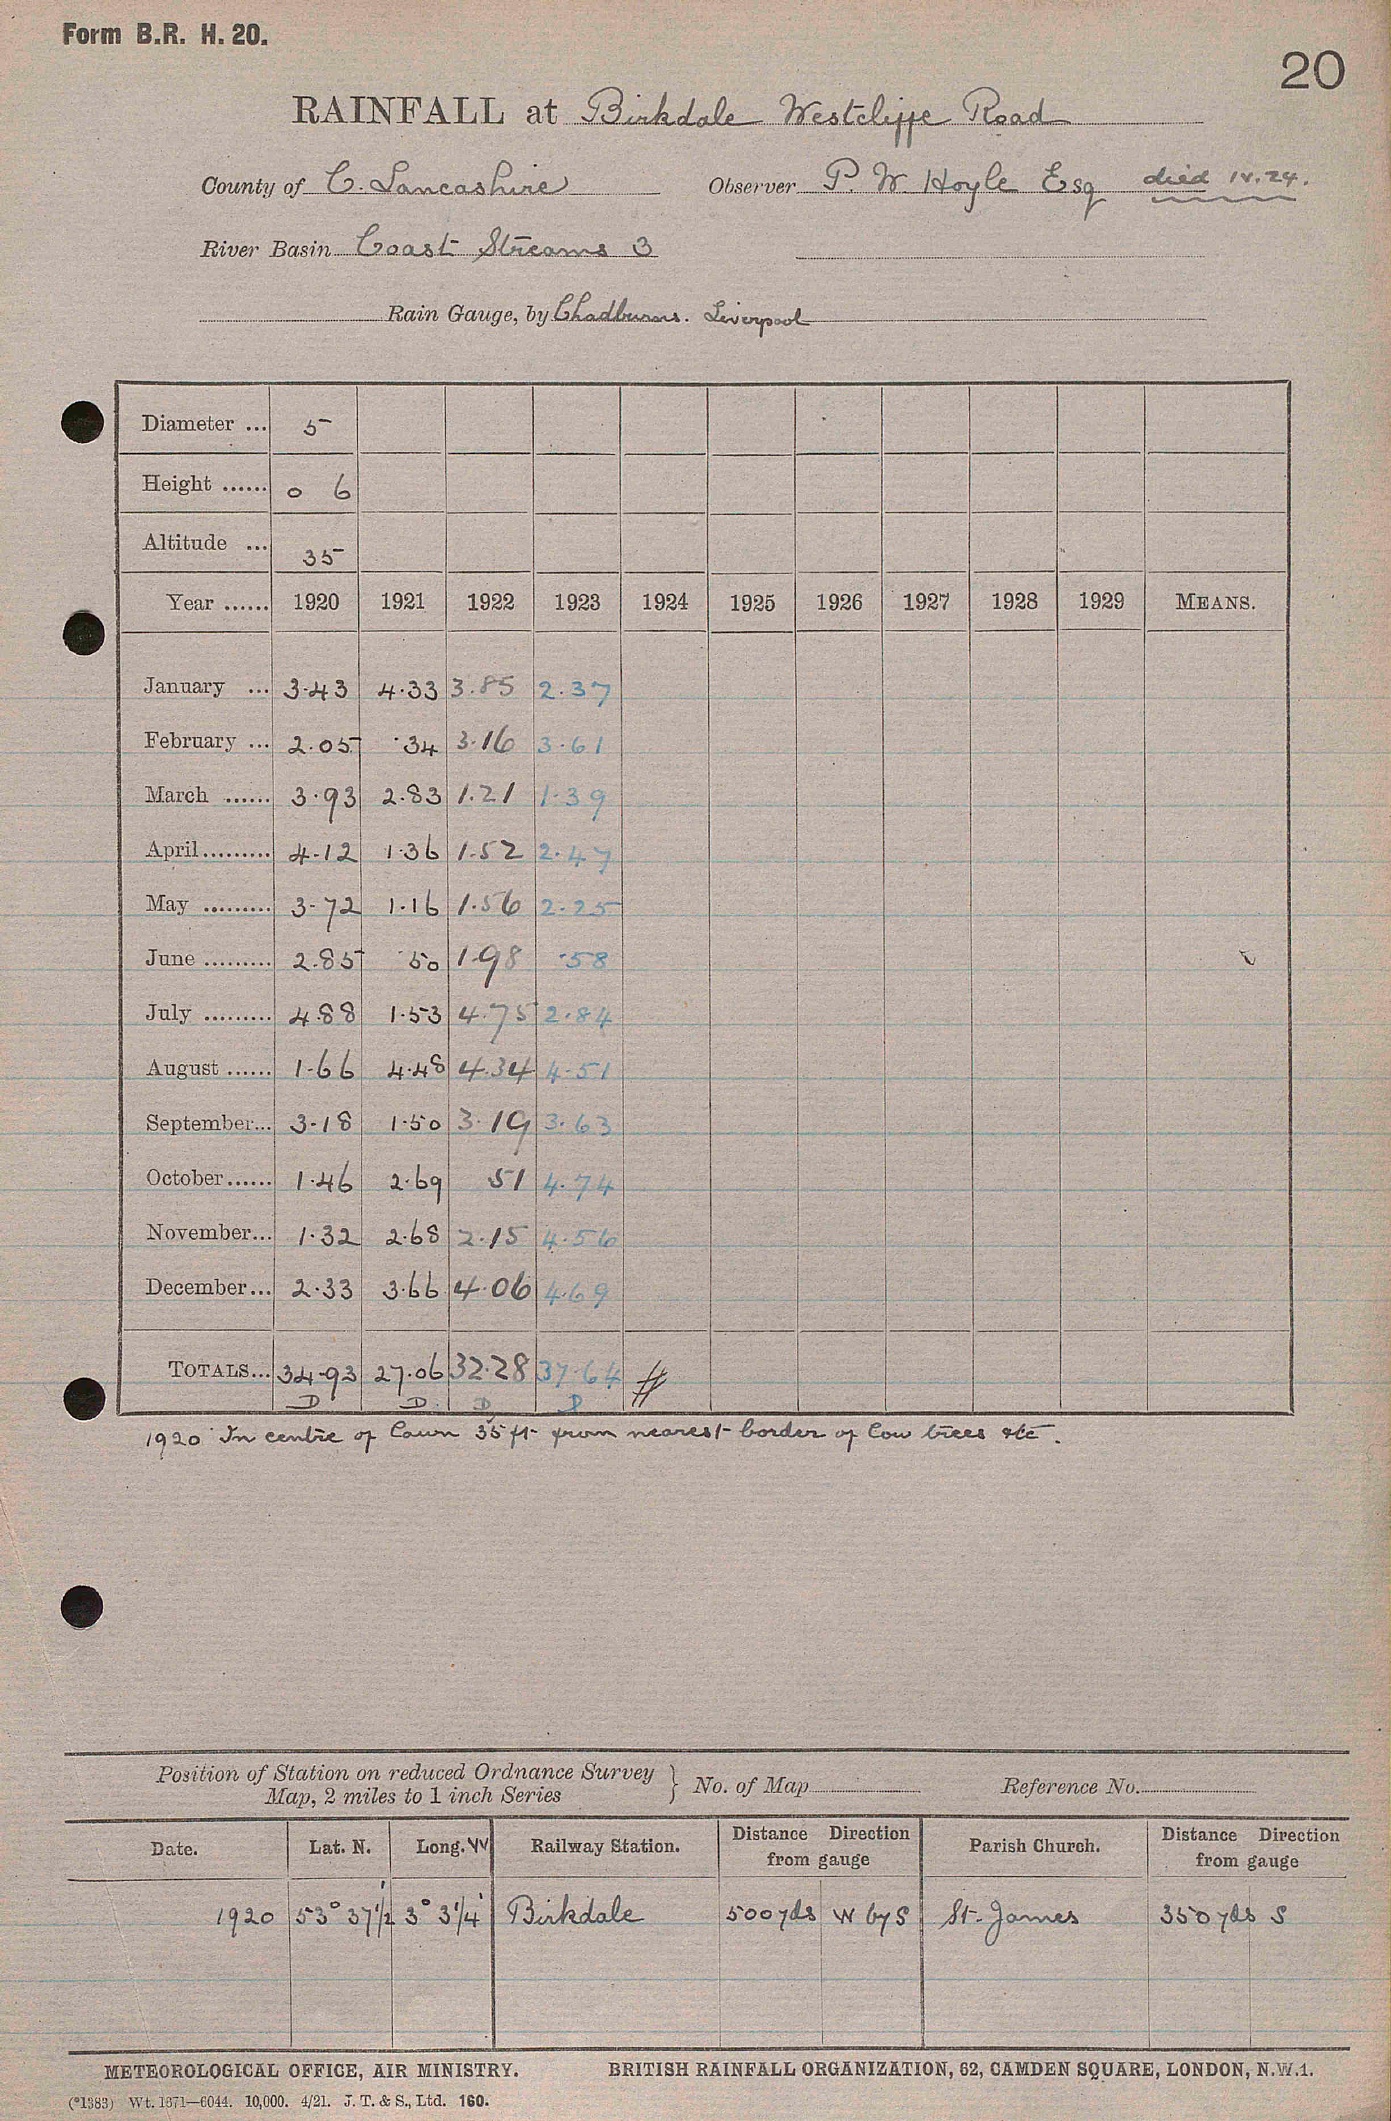 Form B.R. H. 20.
20
RAINFALL at Birkdale Westcliffe Road
County of C. Lancashire Observer P. W. Hoyle Esq died IV.24.
River Basin Coast Streams 3
Rain Gauge, by Chadburns. Liverpool
Diameter ... 5
Height ...... 0 6
Altitude ... 35
Year ...... 1920 1921 1922 1923 1924 1925 1926 1927 1928 1929 MEANS.
January ... 3.43 4.33 3.85 2.37
February ... 2.05 .34 3.16 3.61
March ...... 3.93 2.83 1.21 1.39
April ......... 4.12 1.36 1.52 2.47
May ......... 3.72 1.16 1.56 2.25
June ......... 2.85 .50 1.98 .58
July ......... 4.88 1.53 4.75 2.84
August ...... 1.66 4.48 4.34 4.51
September... 3.18 1.50 3.19 3.63
October...... 1.46 2.69 51 4.74
November... 1.32 2.68 2.15 4.56
December... 2.33 3.66 4.06 4.69
TOTALS... 34.93 27.06 32.28 37.64 #
D D. D D
1920 In centre of lawn 35 ft from nearest border of low trees etc.
Position of Station on reduced Ordnance Survey Map, 2 miles to 1 inch Series } No. of Map Reference No.
Date. Lat. N. Long. W Railway Station. Distance Direction from gauge Parish Church. Distance Direction from gauge
1920 53° 37½' 3° 3¼' Birkdale 500 yds W by S St. James 350 yds S
METEOROLOGICAL OFFICE, AIR MINISTRY. BRITISH RAINFALL ORGANIZATION, 62, CAMDEN SQUARE, LONDON, N.W.1.
(*1383) Wt. 1371—6044. 10,000. 4/21. J. T. & S., Ltd. 160.